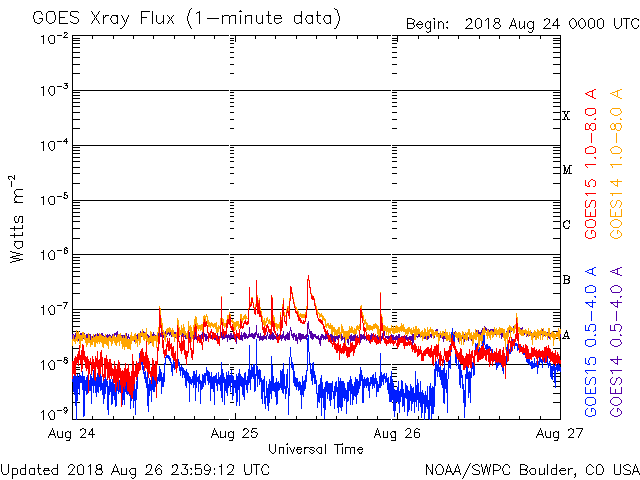 GOES Xray Flux (1-minute data)
Begin: 2018 Aug 24 0000 UTC
10⁻²
10⁻³
10⁻⁴
10⁻⁵
10⁻⁶
10⁻⁷
10⁻⁸
10⁻⁹
Watts m⁻²
X
M
C
B
A
GOES15 1.0-8.0 A
GOES14 1.0-8.0 A
GOES15 0.5-4.0 A
GOES14 0.5-4.0 A
Aug 24 Aug 25 Aug 26 Aug 27
Universal Time
Updated 2018 Aug 26 23:59:12 UTC
NOAA/SWPC Boulder, CO USA